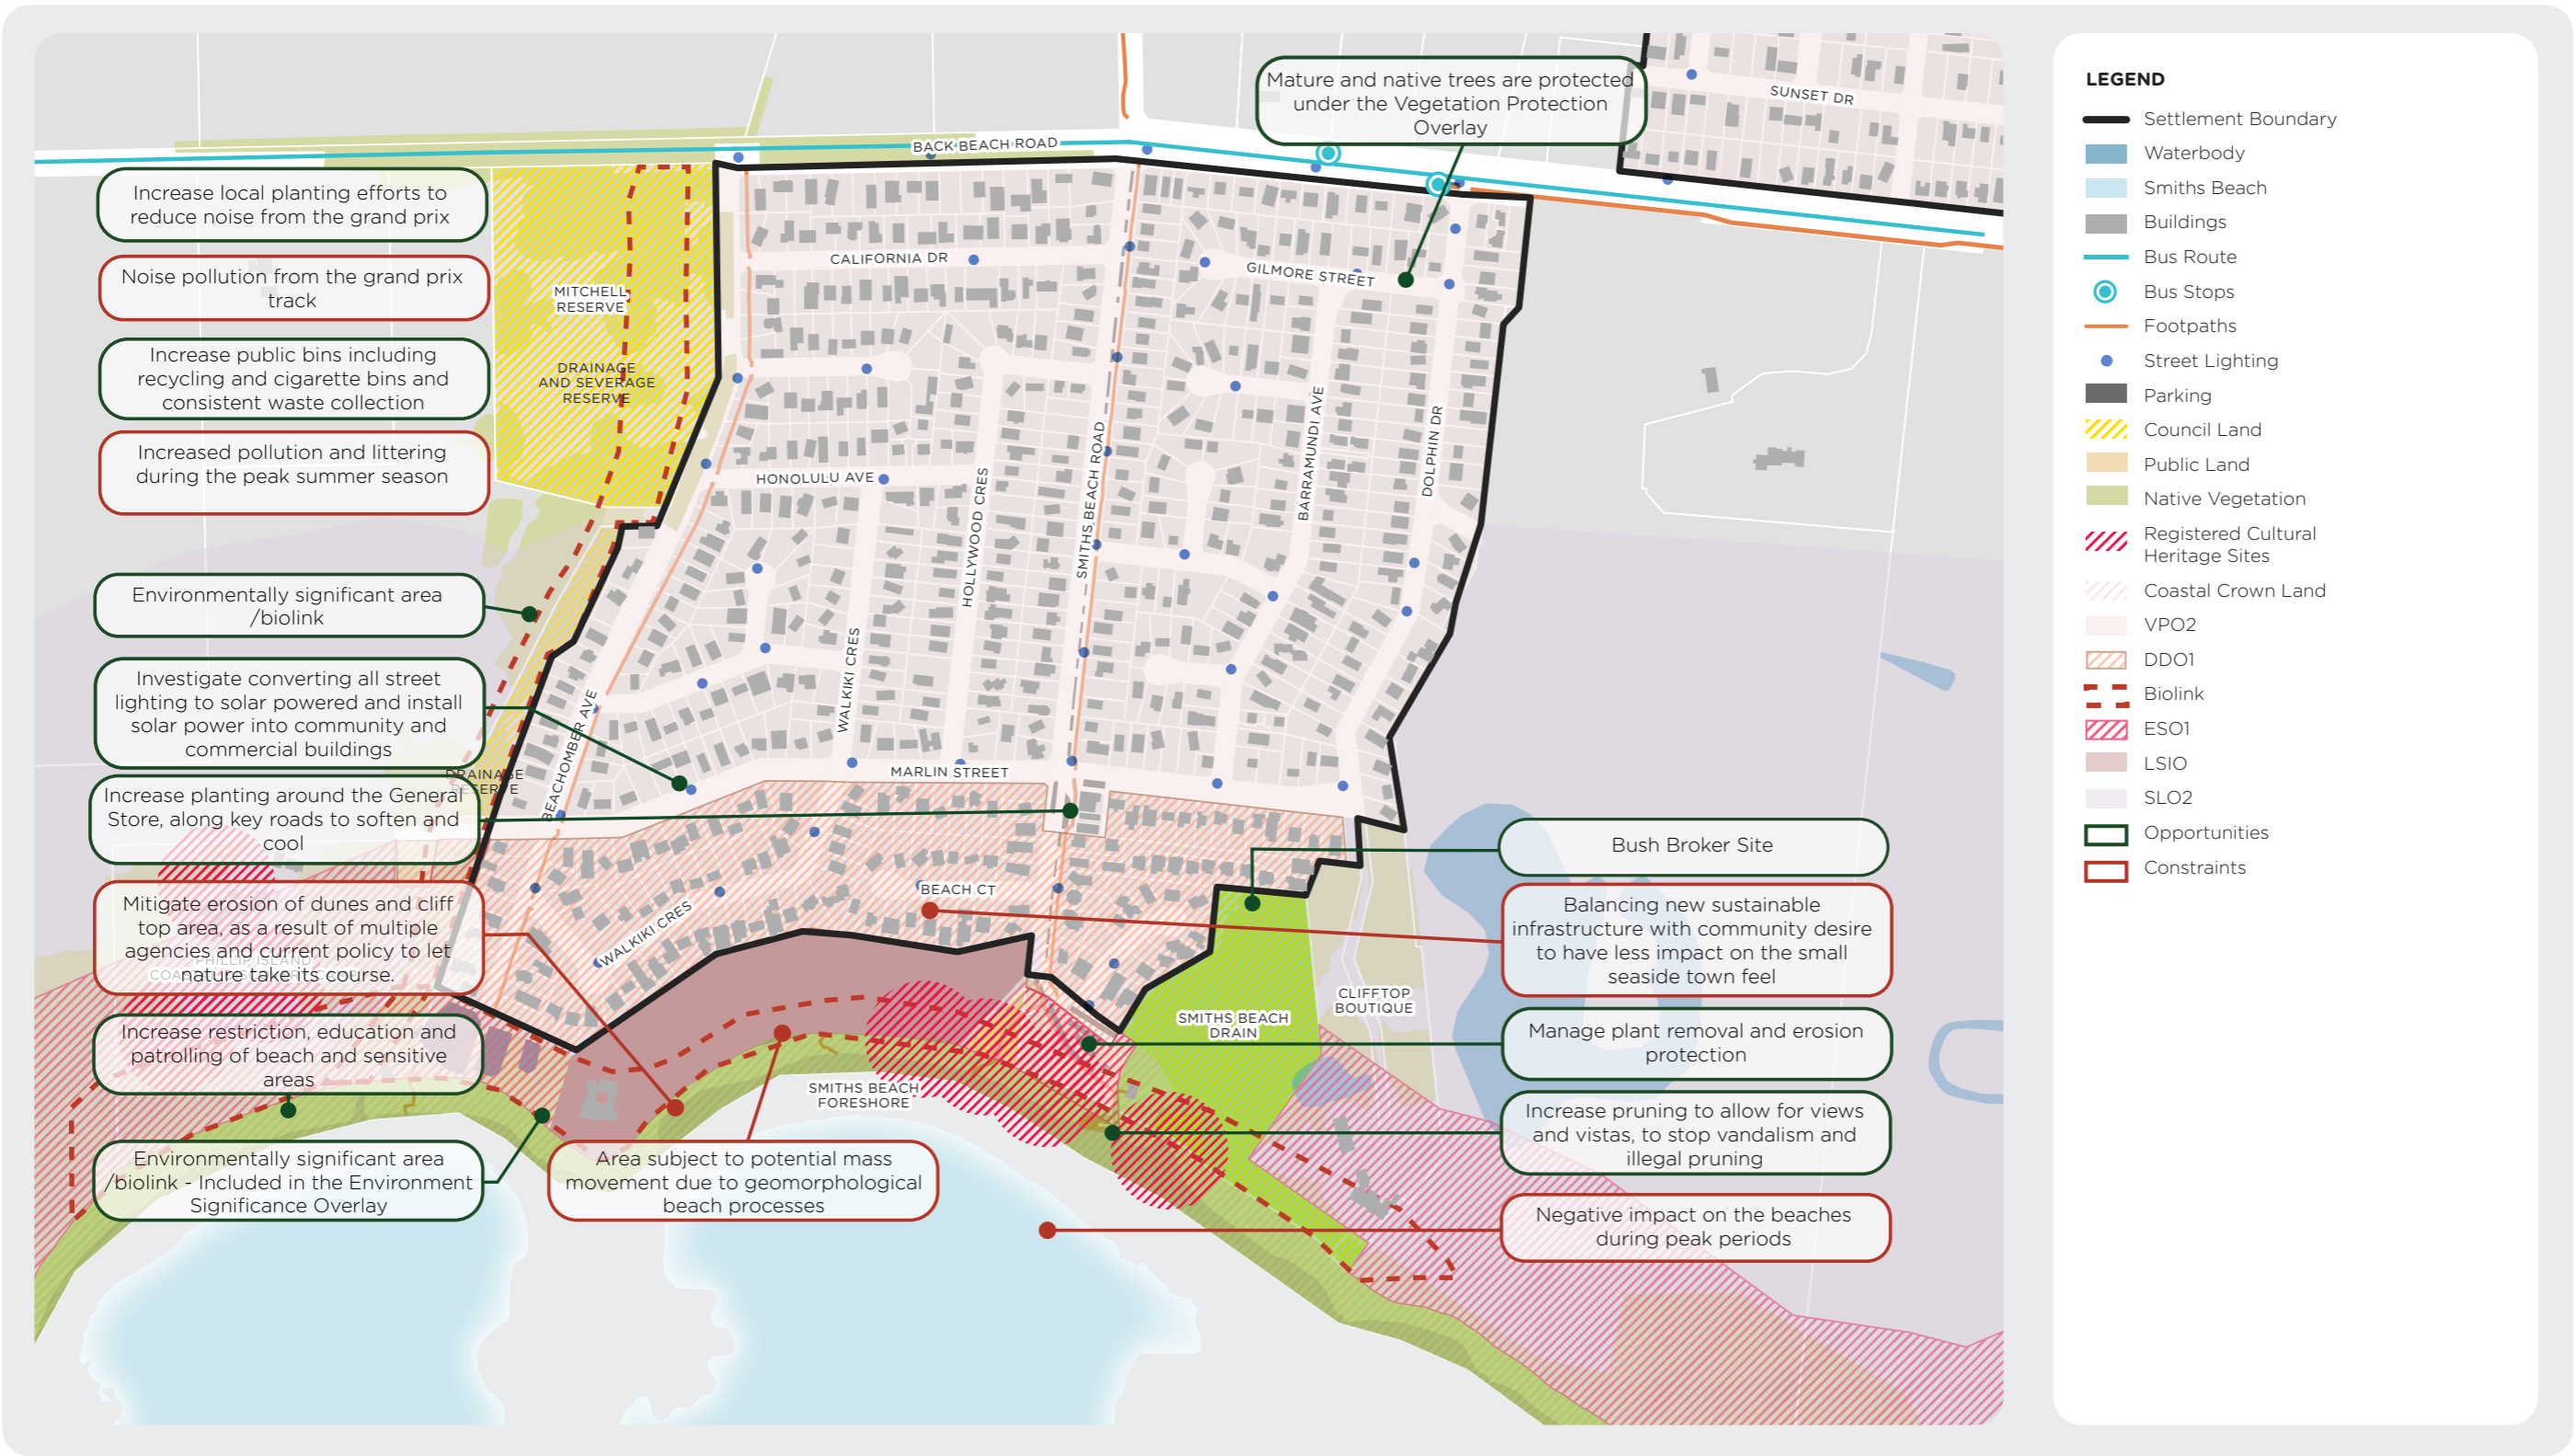 Mature and native trees are protected
under the Vegetation Protection
Overlay
SUNSET DR
BACK BEACH ROAD
Increase local planting efforts to
reduce noise from the grand prix
Noise pollution from the grand prix
track
Increase public bins including
recycling and cigarette bins and
consistent waste collection
Increased pollution and littering
during the peak summer season
Environmentally significant area
/biolink
Investigate converting all street
lighting to solar powered and install
solar power into community and
commercial buildings
Increase planting around the General
Store, along key roads to soften and
cool
Mitigate erosion of dunes and cliff
top area, as a result of multiple
agencies and current policy to let
nature take its course.
Increase restriction, education and
patrolling of beach and sensitive
areas
Environmentally significant area
/biolink - Included in the Environment
Significance Overlay
MITCHELL
RESERVE
DRAINAGE
AND SEVERAGE
RESERVE
CALIFORNIA DR
GILMORE STREET
HONOLULU AVE
HOLLYWOOD CRES
SMITHS BEACH ROAD
BARRAMUNDI AVE
DOLPHIN DR
WALKIKI CRES
BEACHOMBER AVE
MARLIN STREET
DRAINAGE
RESERVE
BEACH CT
WALKIKI CRES
PHILLIP ISLAND
SMITHS BEACH
FORESHORE
SMITHS BEACH
DRAIN
CLIFFTOP
BOUTIQUE
Area subject to potential mass
movement due to geomorphological
beach processes
Bush Broker Site
Balancing new sustainable
infrastructure with community desire
to have less impact on the small
seaside town feel
Manage plant removal and erosion
protection
Increase pruning to allow for views
and vistas, to stop vandalism and
illegal pruning
Negative impact on the beaches
during peak periods
LEGEND
Settlement Boundary
Waterbody
Smiths Beach
Buildings
Bus Route
Bus Stops
Footpaths
Street Lighting
Parking
Council Land
Public Land
Native Vegetation
Registered Cultural
Heritage Sites
Coastal Crown Land
VPO2
DDO1
Biolink
ESO1
LSIO
SLO2
Opportunities
Constraints